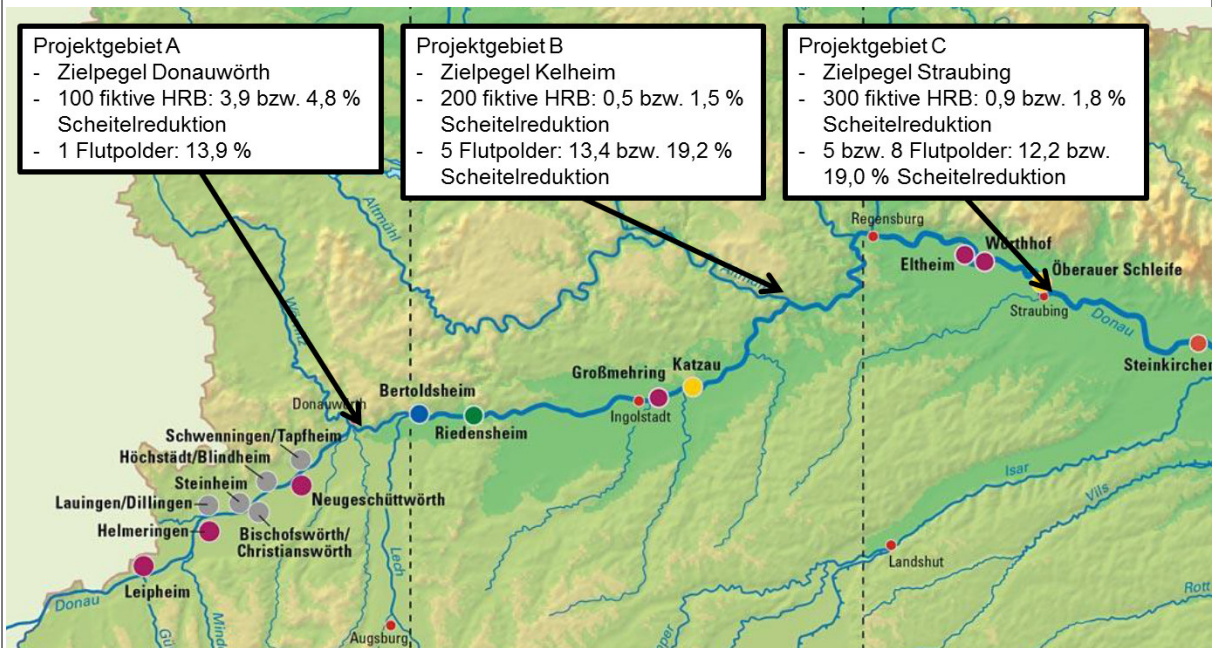 Projektgebiet A
- Zielpegel Donauwörth
- 100 fiktive HRB: 3,9 bzw. 4,8 %
Scheitelreduktion
- 1 Flutpolder: 13,9 %
Projektgebiet B
- Zielpegel Kelheim
- 200 fiktive HRB: 0,5 bzw. 1,5 %
Scheitelreduktion
- 5 Flutpolder: 13,4 bzw. 19,2 %
Scheitelreduktion
Projektgebiet C
- Zielpegel Straubing
- 300 fiktive HRB: 0,9 bzw. 1,8 %
Scheitelreduktion
- 5 bzw. 8 Flutpolder: 12,2 bzw.
19,0 % Scheitelreduktion
Altmühl
Regensburg
Wörthhof
Eltheim
Öberauer Schleife
Straubing
Donau
Steinkirchen
Großmehring
Katzau
Ingolstadt
Bertoldsheim
Riedensheim
Donauwörth
Schwenningen/Tapfheim
Höchstädt/Blindheim
Steinheim
Lauingen/Dillingen
Neugeschüttwörth
Helmeringen
Bischofswörth/
Christianswörth
Leipheim
Donau
Lech
Augsburg
Isar
Vils
Landshut
Rott